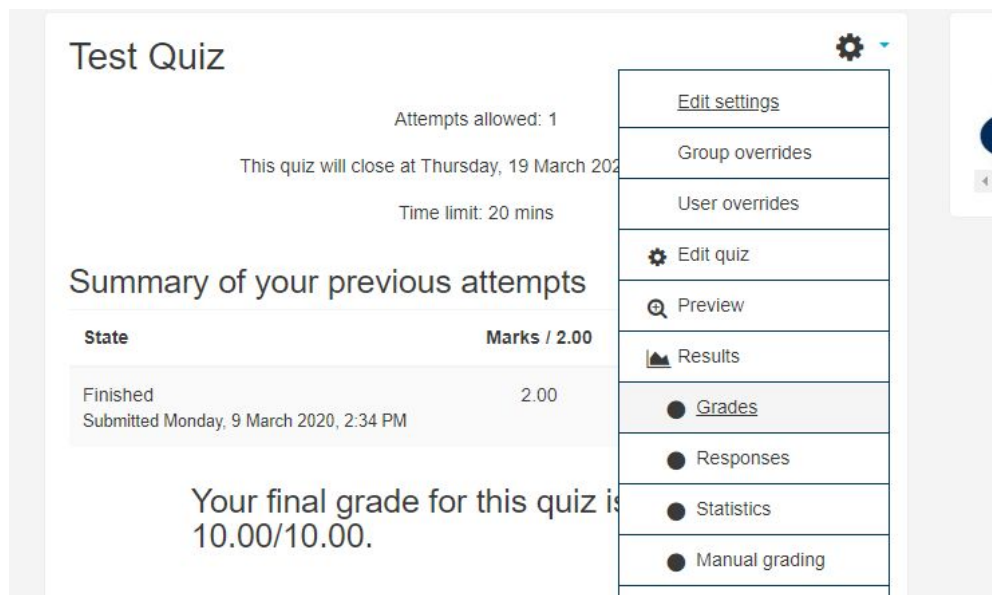 Test Quiz
Attempts allowed: 1
This quiz will close at Thursday, 19 March 202
Time limit: 20 mins
Summary of your previous attempts
State Marks / 2.00
Finished 2.00
Submitted Monday, 9 March 2020, 2:34 PM
Your final grade for this quiz is
10.00/10.00.
Edit settings
Group overrides
User overrides
Edit quiz
Preview
Results
Grades
Responses
Statistics
Manual grading